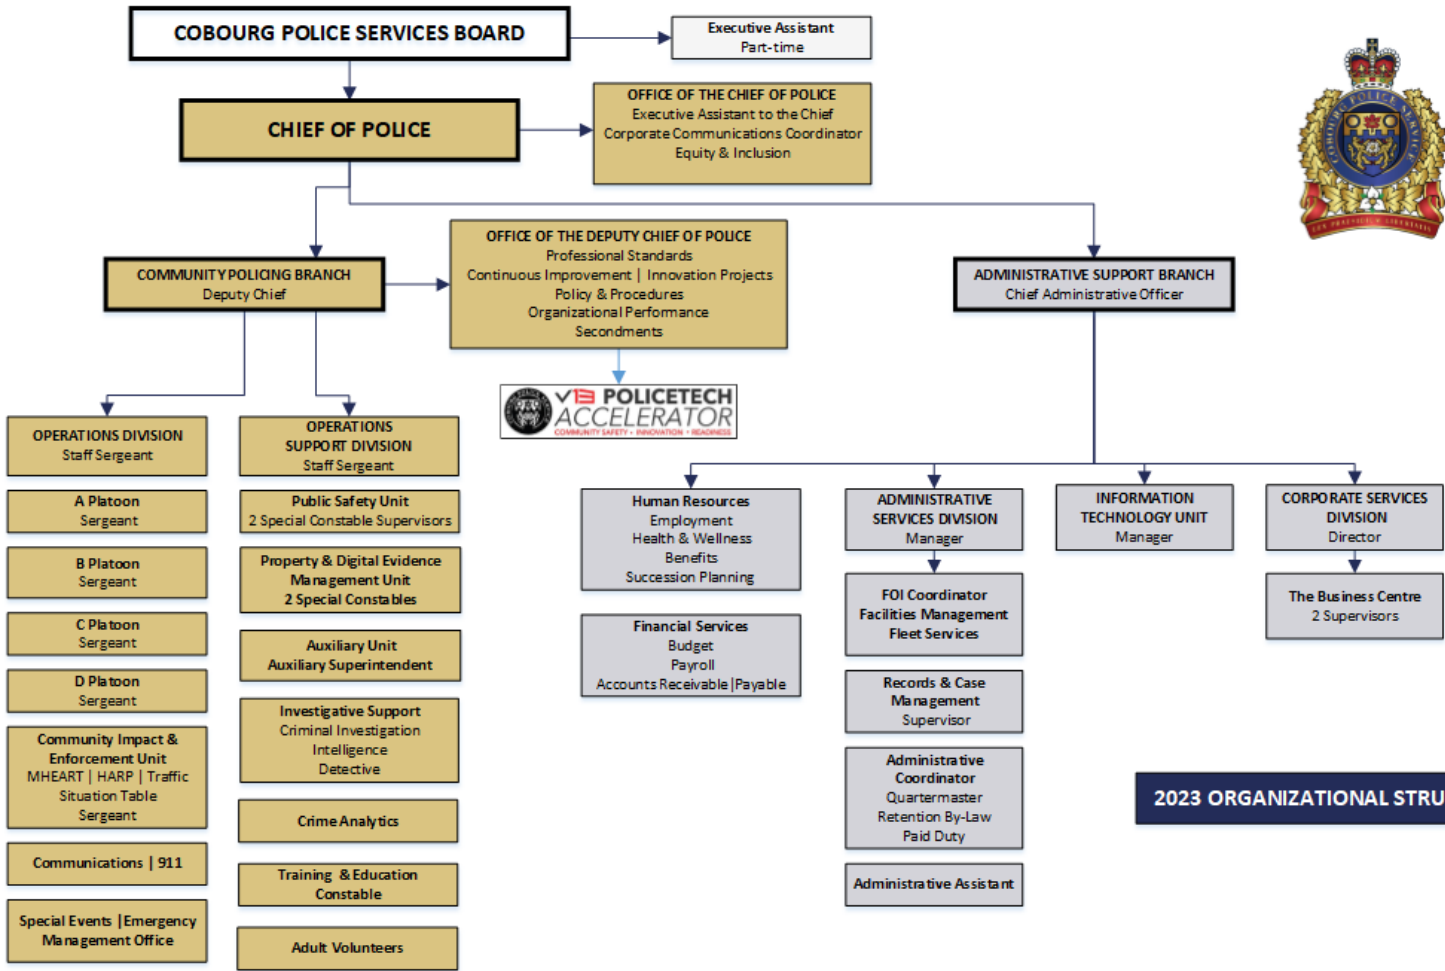 COBOURG POLICE SERVICES BOARD
Executive Assistant
Part-time
CHIEF OF POLICE
OFFICE OF THE CHIEF OF POLICE
Executive Assistant to the Chief
Corporate Communications Coordinator
Equity & Inclusion
COBOURG POLICE SERVICE
COMMUNITY POLICING BRANCH
Deputy Chief
OFFICE OF THE DEPUTY CHIEF OF POLICE
Professional Standards
Continuous Improvement | Innovation Projects
Policy & Procedures
Organizational Performance
Secondments
ADMINISTRATIVE SUPPORT BRANCH
Chief Administrative Officer
V13 POLICETECH
ACCELERATOR
COMMUNITY SAFETY • INNOVATION • READINESS
OPERATIONS DIVISION
Staff Sergeant
A Platoon
Sergeant
B Platoon
Sergeant
C Platoon
Sergeant
D Platoon
Sergeant
Community Impact &
Enforcement Unit
MHEART | HARP | Traffic
Situation Table
Sergeant
Communications | 911
Special Events |Emergency
Management Office
OPERATIONS
SUPPORT DIVISION
Staff Sergeant
Public Safety Unit
2 Special Constable Supervisors
Property & Digital Evidence
Management Unit
2 Special Constables
Auxiliary Unit
Auxiliary Superintendent
Investigative Support
Criminal Investigation
Intelligence
Detective
Crime Analytics
Training & Education
Constable
Adult Volunteers
Human Resources
Employment
Health & Wellness
Benefits
Succession Planning
Financial Services
Budget
Payroll
Accounts Receivable|Payable
ADMINISTRATIVE
SERVICES DIVISION
Manager
FOI Coordinator
Facilities Management
Fleet Services
Records & Case
Management
Supervisor
Administrative
Coordinator
Quartermaster
Retention By-Law
Paid Duty
Administrative Assistant
INFORMATION
TECHNOLOGY UNIT
Manager
CORPORATE SERVICES
DIVISION
Director
The Business Centre
2 Supervisors
2023 ORGANIZATIONAL STRU